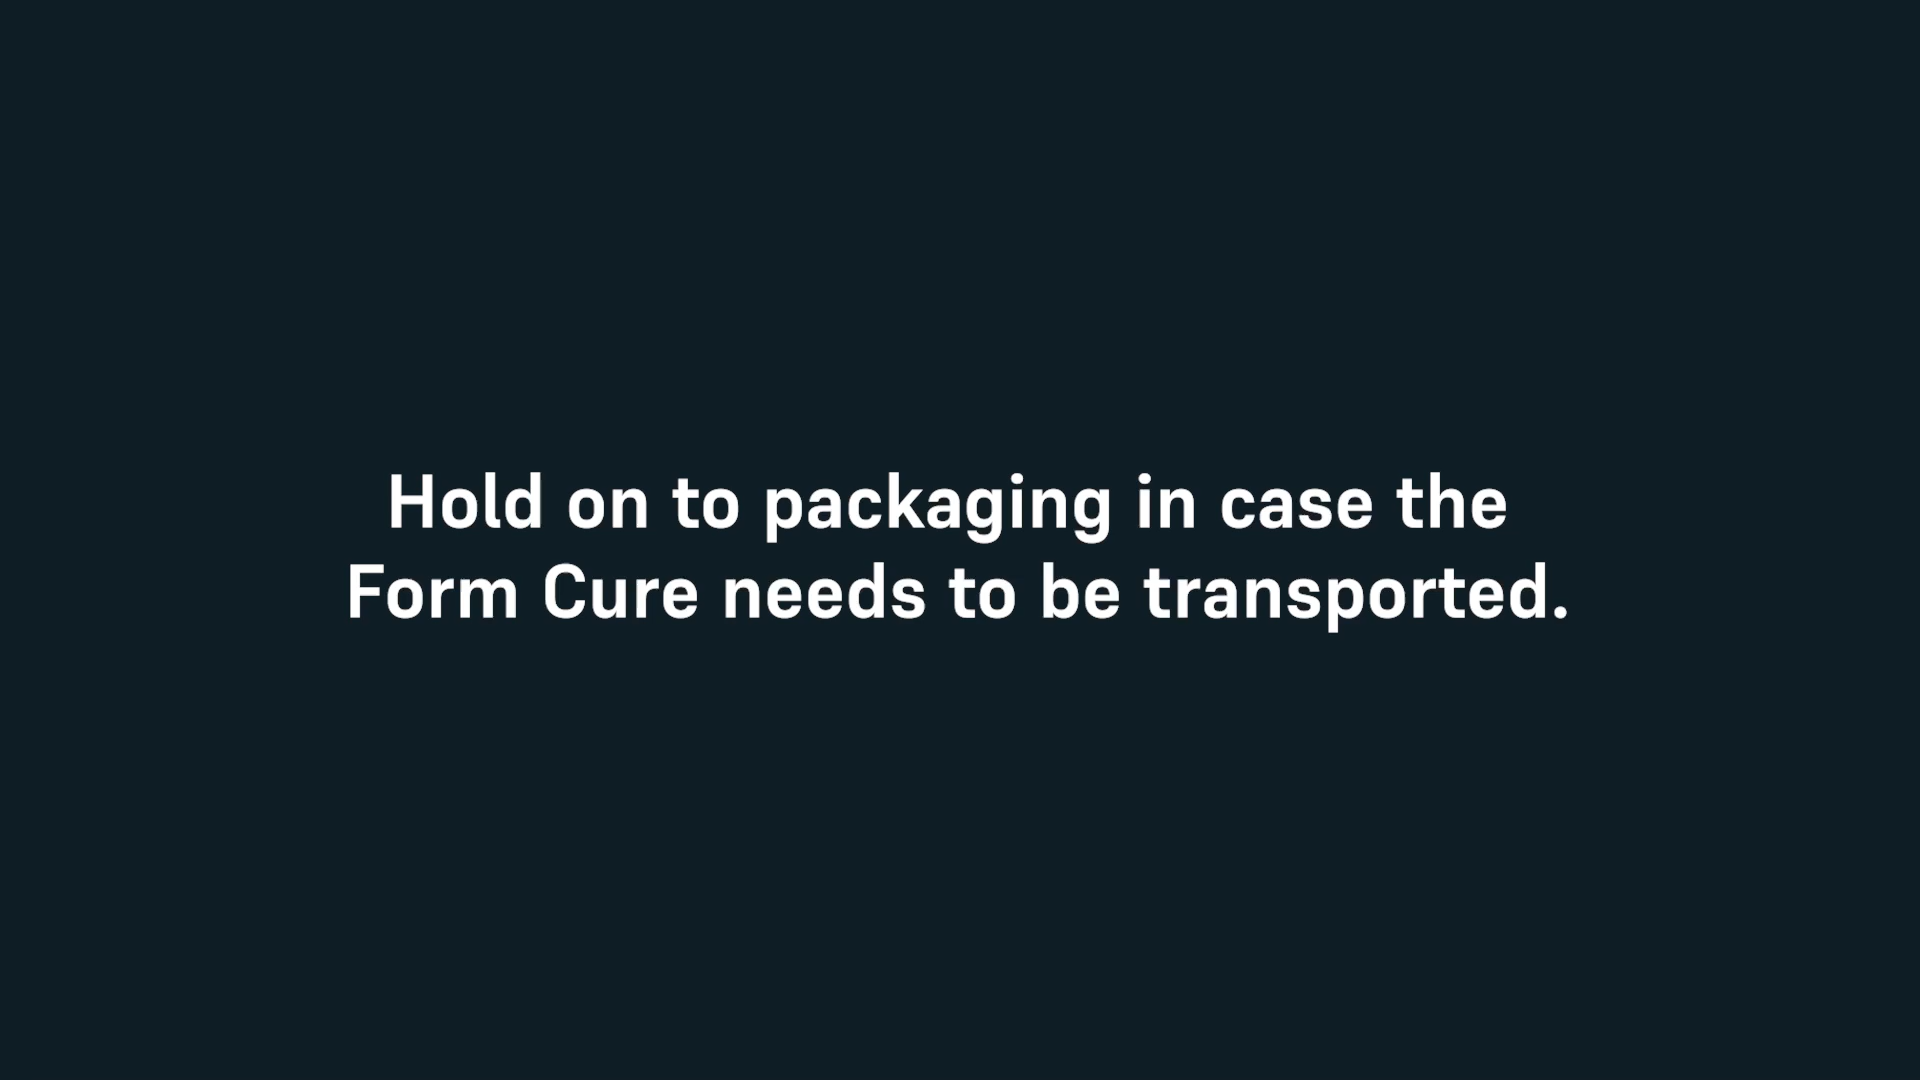 Hold on to packaging in case the
Form Cure needs to be transported.